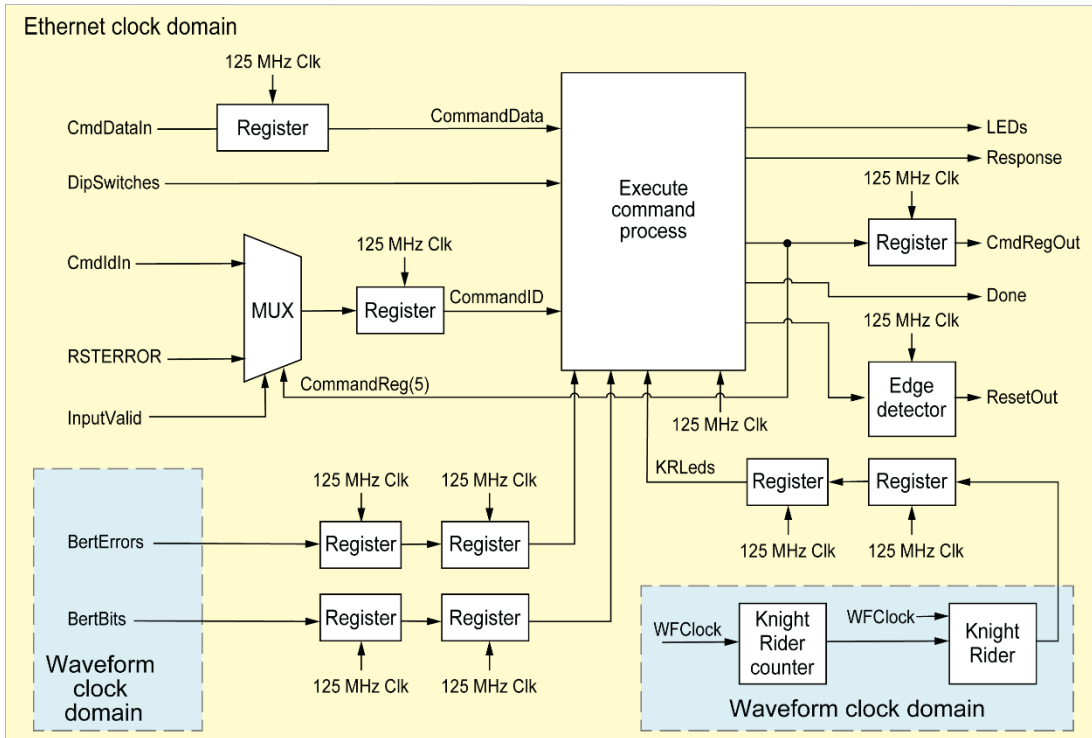 Ethernet clock domain
125 MHz Clk
CmdDataIn
Register
CommandData
LEDs
Response
DipSwitches
Execute
command
process
125 MHz Clk
Register
CmdRegOut
CmdIdIn
MUX
125 MHz Clk
Register
CommandID
Done
RSTERROR
125 MHz Clk
Edge
detector
ResetOut
CommandReg(5)
InputValid
125 MHz Clk
KRLeds
Register
Register
125 MHz Clk
125 MHz Clk
125 MHz Clk
125 MHz Clk
BertErrors
Register
Register
BertBits
Register
Register
125 MHz Clk
125 MHz Clk
Waveform
clock
domain
WFClock
Knight
Rider
counter
WFClock
Knight
Rider
Waveform clock domain